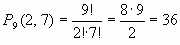 P₉(2, 7) = 9! / (2!·7!) = (8·9) / 2 = 36